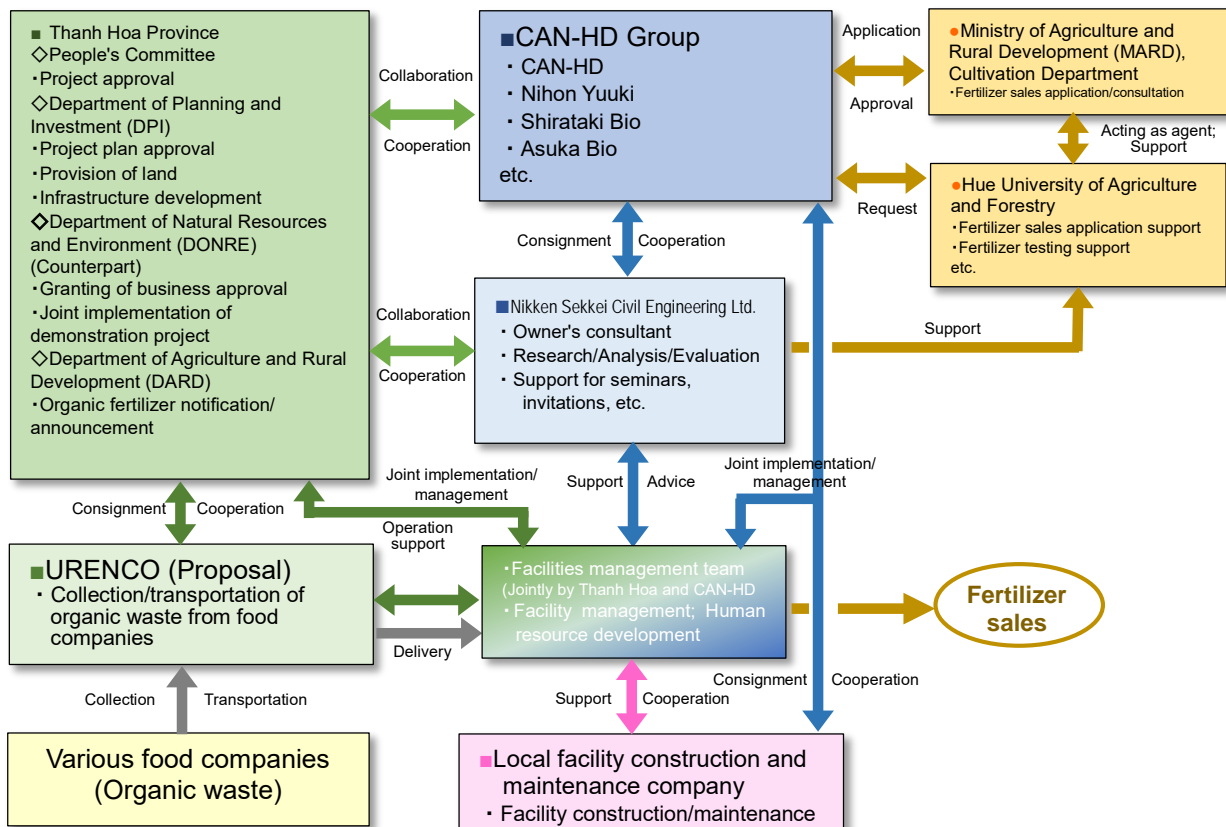 ■ Thanh Hoa Province
◇People's Committee
・Project approval
◇Department of Planning and
Investment (DPI)
・Project plan approval
・Provision of land
・Infrastructure development
◇Department of Natural Resources
and Environment (DONRE)
(Counterpart)
・Granting of business approval
・Joint implementation of
demonstration project
◇Department of Agriculture and Rural
Development (DARD)
・Organic fertilizer notification/
announcement
Collaboration
Cooperation
■CAN-HD Group
・CAN-HD
・Nihon Yuuki
・Shirataki Bio
・Asuka Bio
etc.
Application
Approval
●Ministry of Agriculture and
Rural Development (MARD),
Cultivation Department
・Fertilizer sales application/consultation
Acting as agent;
Support
Request
●Hue University of Agriculture
and Forestry
・Fertilizer sales application support
・Fertilizer testing support
etc.
Consignment
Cooperation
Collaboration
Cooperation
■Nikken Sekkei Civil Engineering Ltd.
・Owner's consultant
・Research/Analysis/Evaluation
・Support for seminars,
invitations, etc.
Support
Consignment
Cooperation
Joint implementation/
management
Operation
support
Support
Advice
Joint implementation/
management
■URENCO (Proposal)
・Collection/transportation of
organic waste from food
companies
Delivery
・Facilities management team
(Jointly by Thanh Hoa and CAN-HD
・Facility management; Human
resource development
Fertilizer
sales
Collection
Transportation
Support
Cooperation
Consignment
Cooperation
Various food companies
(Organic waste)
■Local facility construction and
maintenance company
・Facility construction/maintenance